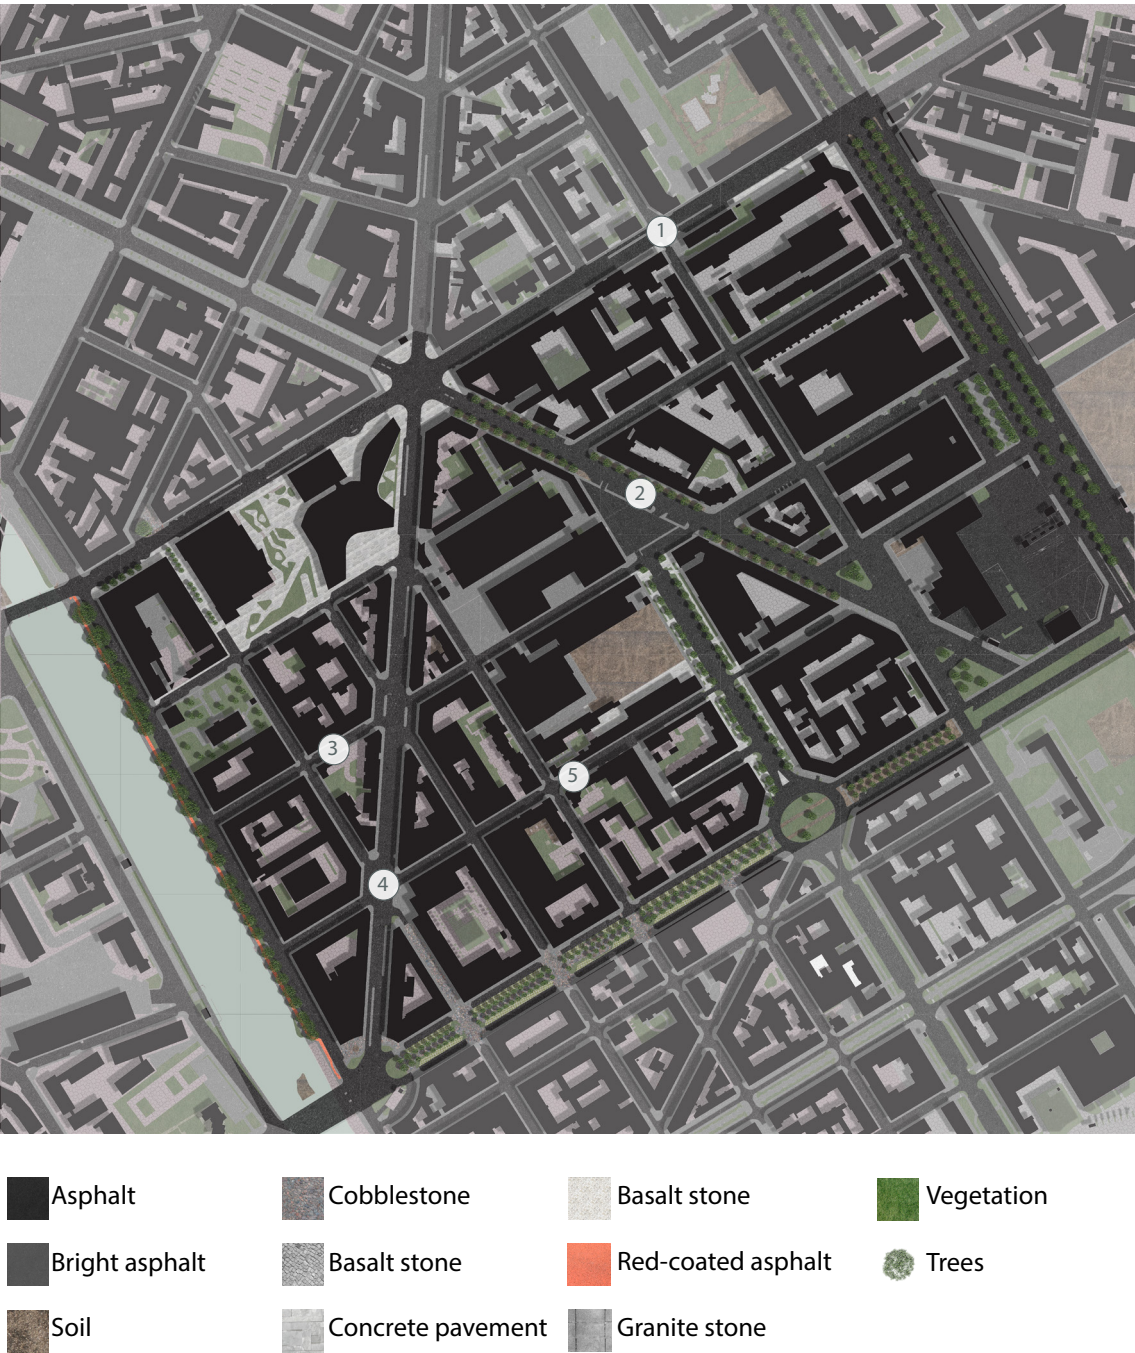 1
2
3
5
4
Asphalt Cobblestone Basalt stone Vegetation
Bright asphalt Basalt stone Red-coated asphalt Trees
Soil Concrete pavement Granite stone